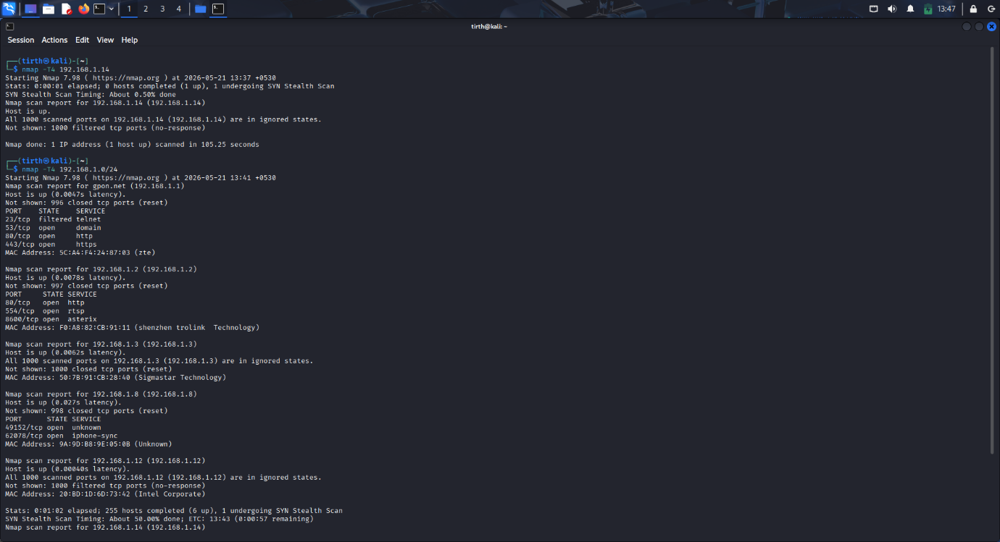 1 2 3 4 13:47
tirth@kali: ~
Session Actions Edit View Help
┌──(tirth㉿kali)-[~]
└─$ nmap -T4 192.168.1.14
Starting Nmap 7.98 ( https://nmap.org ) at 2026-05-21 13:37 +0530
Stats: 0:00:01 elapsed; 0 hosts completed (1 up), 1 undergoing SYN Stealth Scan
SYN Stealth Scan Timing: About 0.50% done
Nmap scan report for 192.168.1.14 (192.168.1.14)
Host is up.
All 1000 scanned ports on 192.168.1.14 (192.168.1.14) are in ignored states.
Not shown: 1000 filtered tcp ports (no-response)
Nmap done: 1 IP address (1 host up) scanned in 105.25 seconds
┌──(tirth㉿kali)-[~]
└─$ nmap -T4 192.168.1.0/24
Starting Nmap 7.98 ( https://nmap.org ) at 2026-05-21 13:41 +0530
Nmap scan report for gpon.net (192.168.1.1)
Host is up (0.0047s latency).
Not shown: 996 closed tcp ports (reset)
PORT    STATE    SERVICE
23/tcp  filtered telnet
53/tcp  open     domain
80/tcp  open     http
443/tcp open     https
MAC Address: 5C:A4:F4:24:87:03 (zte)
Nmap scan report for 192.168.1.2 (192.168.1.2)
Host is up (0.0078s latency).
Not shown: 997 closed tcp ports (reset)
PORT     STATE SERVICE
80/tcp   open  http
554/tcp  open  rtsp
8600/tcp open  asterix
MAC Address: F0:A8:82:CB:91:11 (shenzhen trolink  Technology)
Nmap scan report for 192.168.1.3 (192.168.1.3)
Host is up (0.0062s latency).
All 1000 scanned ports on 192.168.1.3 (192.168.1.3) are in ignored states.
Not shown: 1000 closed tcp ports (reset)
MAC Address: 50:7B:91:CB:28:40 (Sigmastar Technology)
Nmap scan report for 192.168.1.8 (192.168.1.8)
Host is up (0.027s latency).
Not shown: 998 closed tcp ports (reset)
PORT      STATE SERVICE
49152/tcp open  unknown
62078/tcp open  iphone-sync
MAC Address: 9A:9D:B8:9E:05:0B (Unknown)
Nmap scan report for 192.168.1.12 (192.168.1.12)
Host is up (0.00040s latency).
All 1000 scanned ports on 192.168.1.12 (192.168.1.12) are in ignored states.
Not shown: 1000 filtered tcp ports (no-response)
MAC Address: 20:BD:1D:6D:73:42 (Intel Corporate)
Stats: 0:01:02 elapsed; 255 hosts completed (6 up), 1 undergoing SYN Stealth Scan
SYN Stealth Scan Timing: About 50.00% done; ETC: 13:43 (0:00:57 remaining)
Nmap scan report for 192.168.1.14 (192.168.1.14)